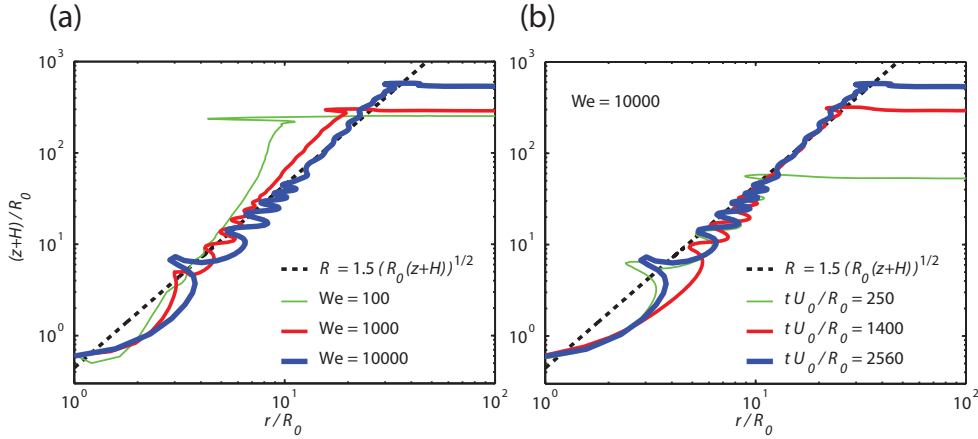 (a)
10^3
10^2
10^1
10^0
(z+H)/R_0
R = 1.5 (R_0(z+H))^{1/2}
We = 100
We = 1000
We = 10000
10^0
10^1
10^2
r/R_0
(b)
10^3
10^2
10^1
10^0
We = 10000
R = 1.5 (R_0(z+H))^{1/2}
t U_0/R_0 = 250
t U_0/R_0 = 1400
t U_0/R_0 = 2560
10^0
10^1
10^2
r/R_0